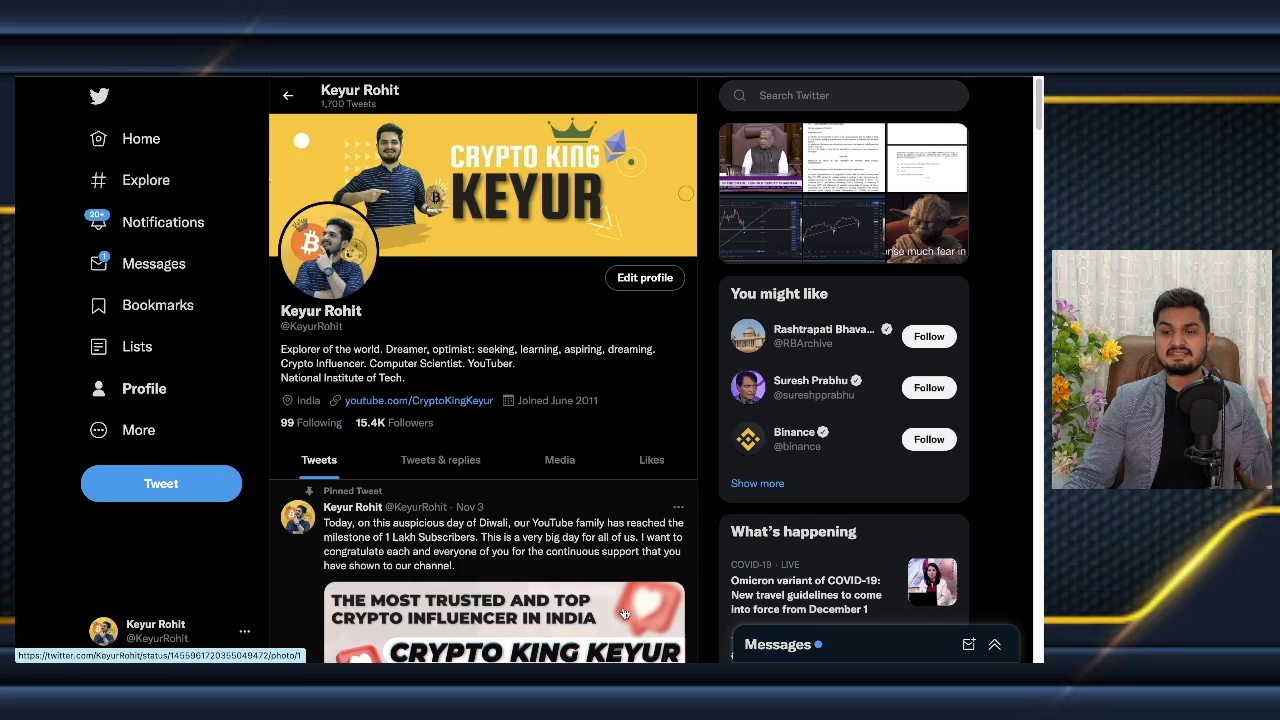 Keyur Rohit
1,700 Tweets
Search Twitter
Home
Explore
20+
Notifications
1
Messages
Bookmarks
Lists
Profile
More
Tweet
CRYPTO KING
KEYUR
Edit profile
Keyur Rohit
@KeyurRohit
Explorer of the world. Dreamer, optimist: seeking, learning, aspiring, dreaming.
Crypto Influencer. Computer Scientist. YouTuber.
National Institute of Tech.
India youtube.com/CryptoKingKeyur Joined June 2011
99 Following 15.4K Followers
Tweets Tweets & replies Media Likes
Pinned Tweet
Keyur Rohit @KeyurRohit · Nov 3
Today, on this auspicious day of Diwali, our YouTube family has reached the
milestone of 1 Lakh Subscribers. This is a very big day for all of us. I want to
congratulate each and everyone of you for the continuous support that you
have shown to our channel.
THE MOST TRUSTED AND TOP
CRYPTO INFLUENCER IN INDIA
CRYPTO KING KEYUR
nse much fear in
You might like
Rashtrapati Bhava...
@RBArchive
Follow
Suresh Prabhu
@sureshpprabhu
Follow
Binance
@binance
Follow
Show more
What's happening
COVID-19 · LIVE
Omicron variant of COVID-19:
New travel guidelines to come
into force from December 1
Messages
Keyur Rohit
@KeyurRohit
https://twitter.com/KeyurRohit/status/1455961720355049472/photo/1